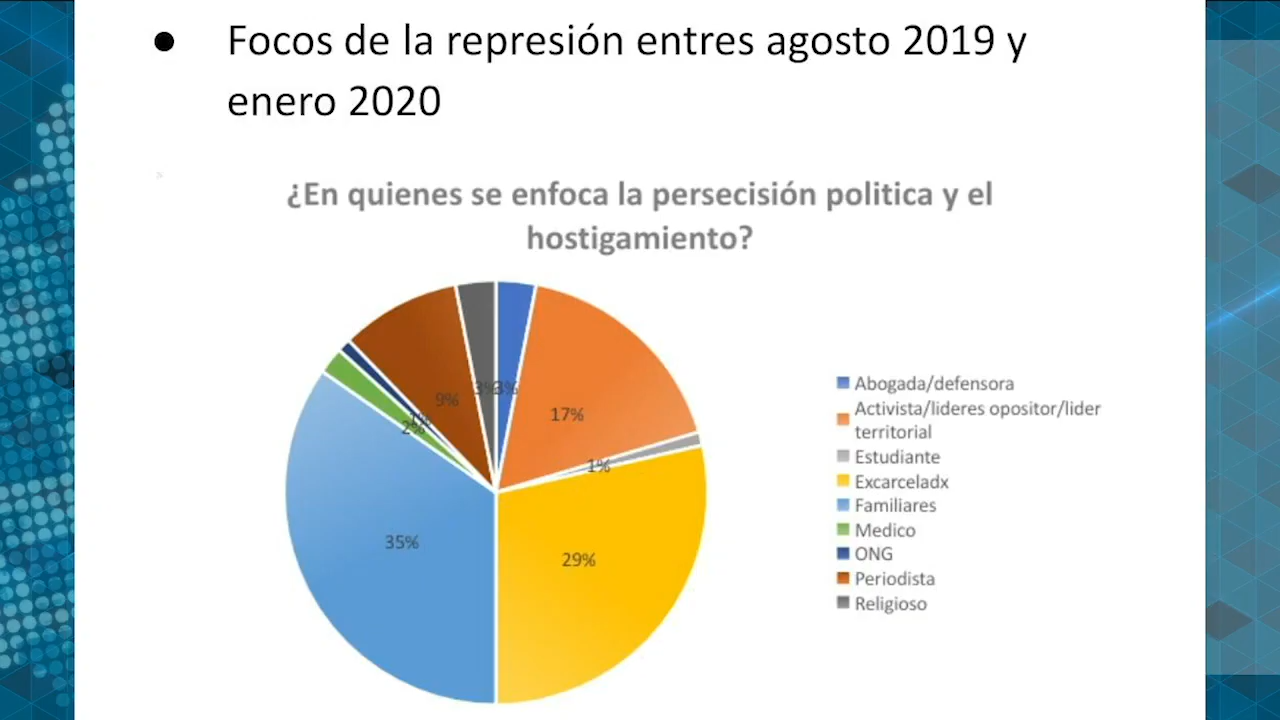 ● Focos de la represión entres agosto 2019 y
enero 2020
●
¿En quienes se enfoca la persecisión politica y el
hostigamiento?
3%
3%
9%
17%
1%
2%
1%
35%
29%
Abogada/defensora
Activista/lideres opositor/lider
territorial
Estudiante
Excarceladx
Familiares
Medico
ONG
Periodista
Religioso